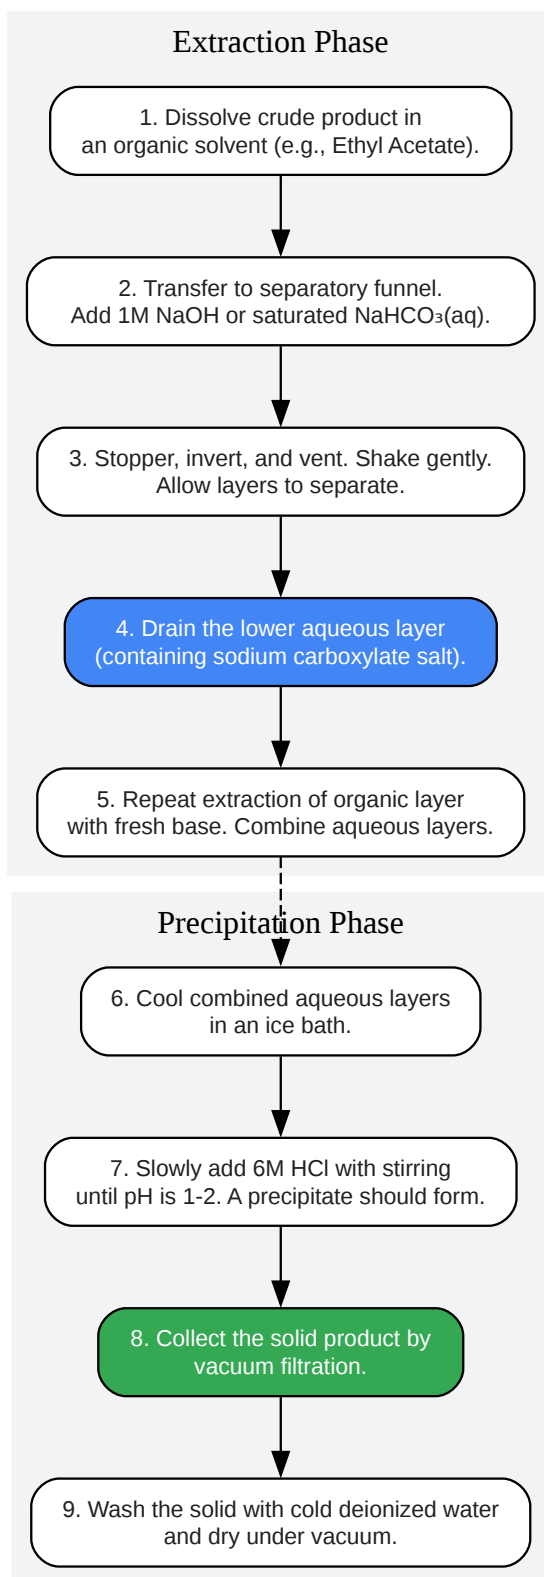 Extraction Phase
1. Dissolve crude product in
an organic solvent (e.g., Ethyl Acetate).
2. Transfer to separatory funnel.
Add 1M NaOH or saturated NaHCO₃(aq).
3. Stopper, invert, and vent. Shake gently.
Allow layers to separate.
4. Drain the lower aqueous layer
(containing sodium carboxylate salt).
5. Repeat extraction of organic layer
with fresh base. Combine aqueous layers.
Precipitation Phase
6. Cool combined aqueous layers
in an ice bath.
7. Slowly add 6M HCl with stirring
until pH is 1-2. A precipitate should form.
8. Collect the solid product by
vacuum filtration.
9. Wash the solid with cold deionized water
and dry under vacuum.